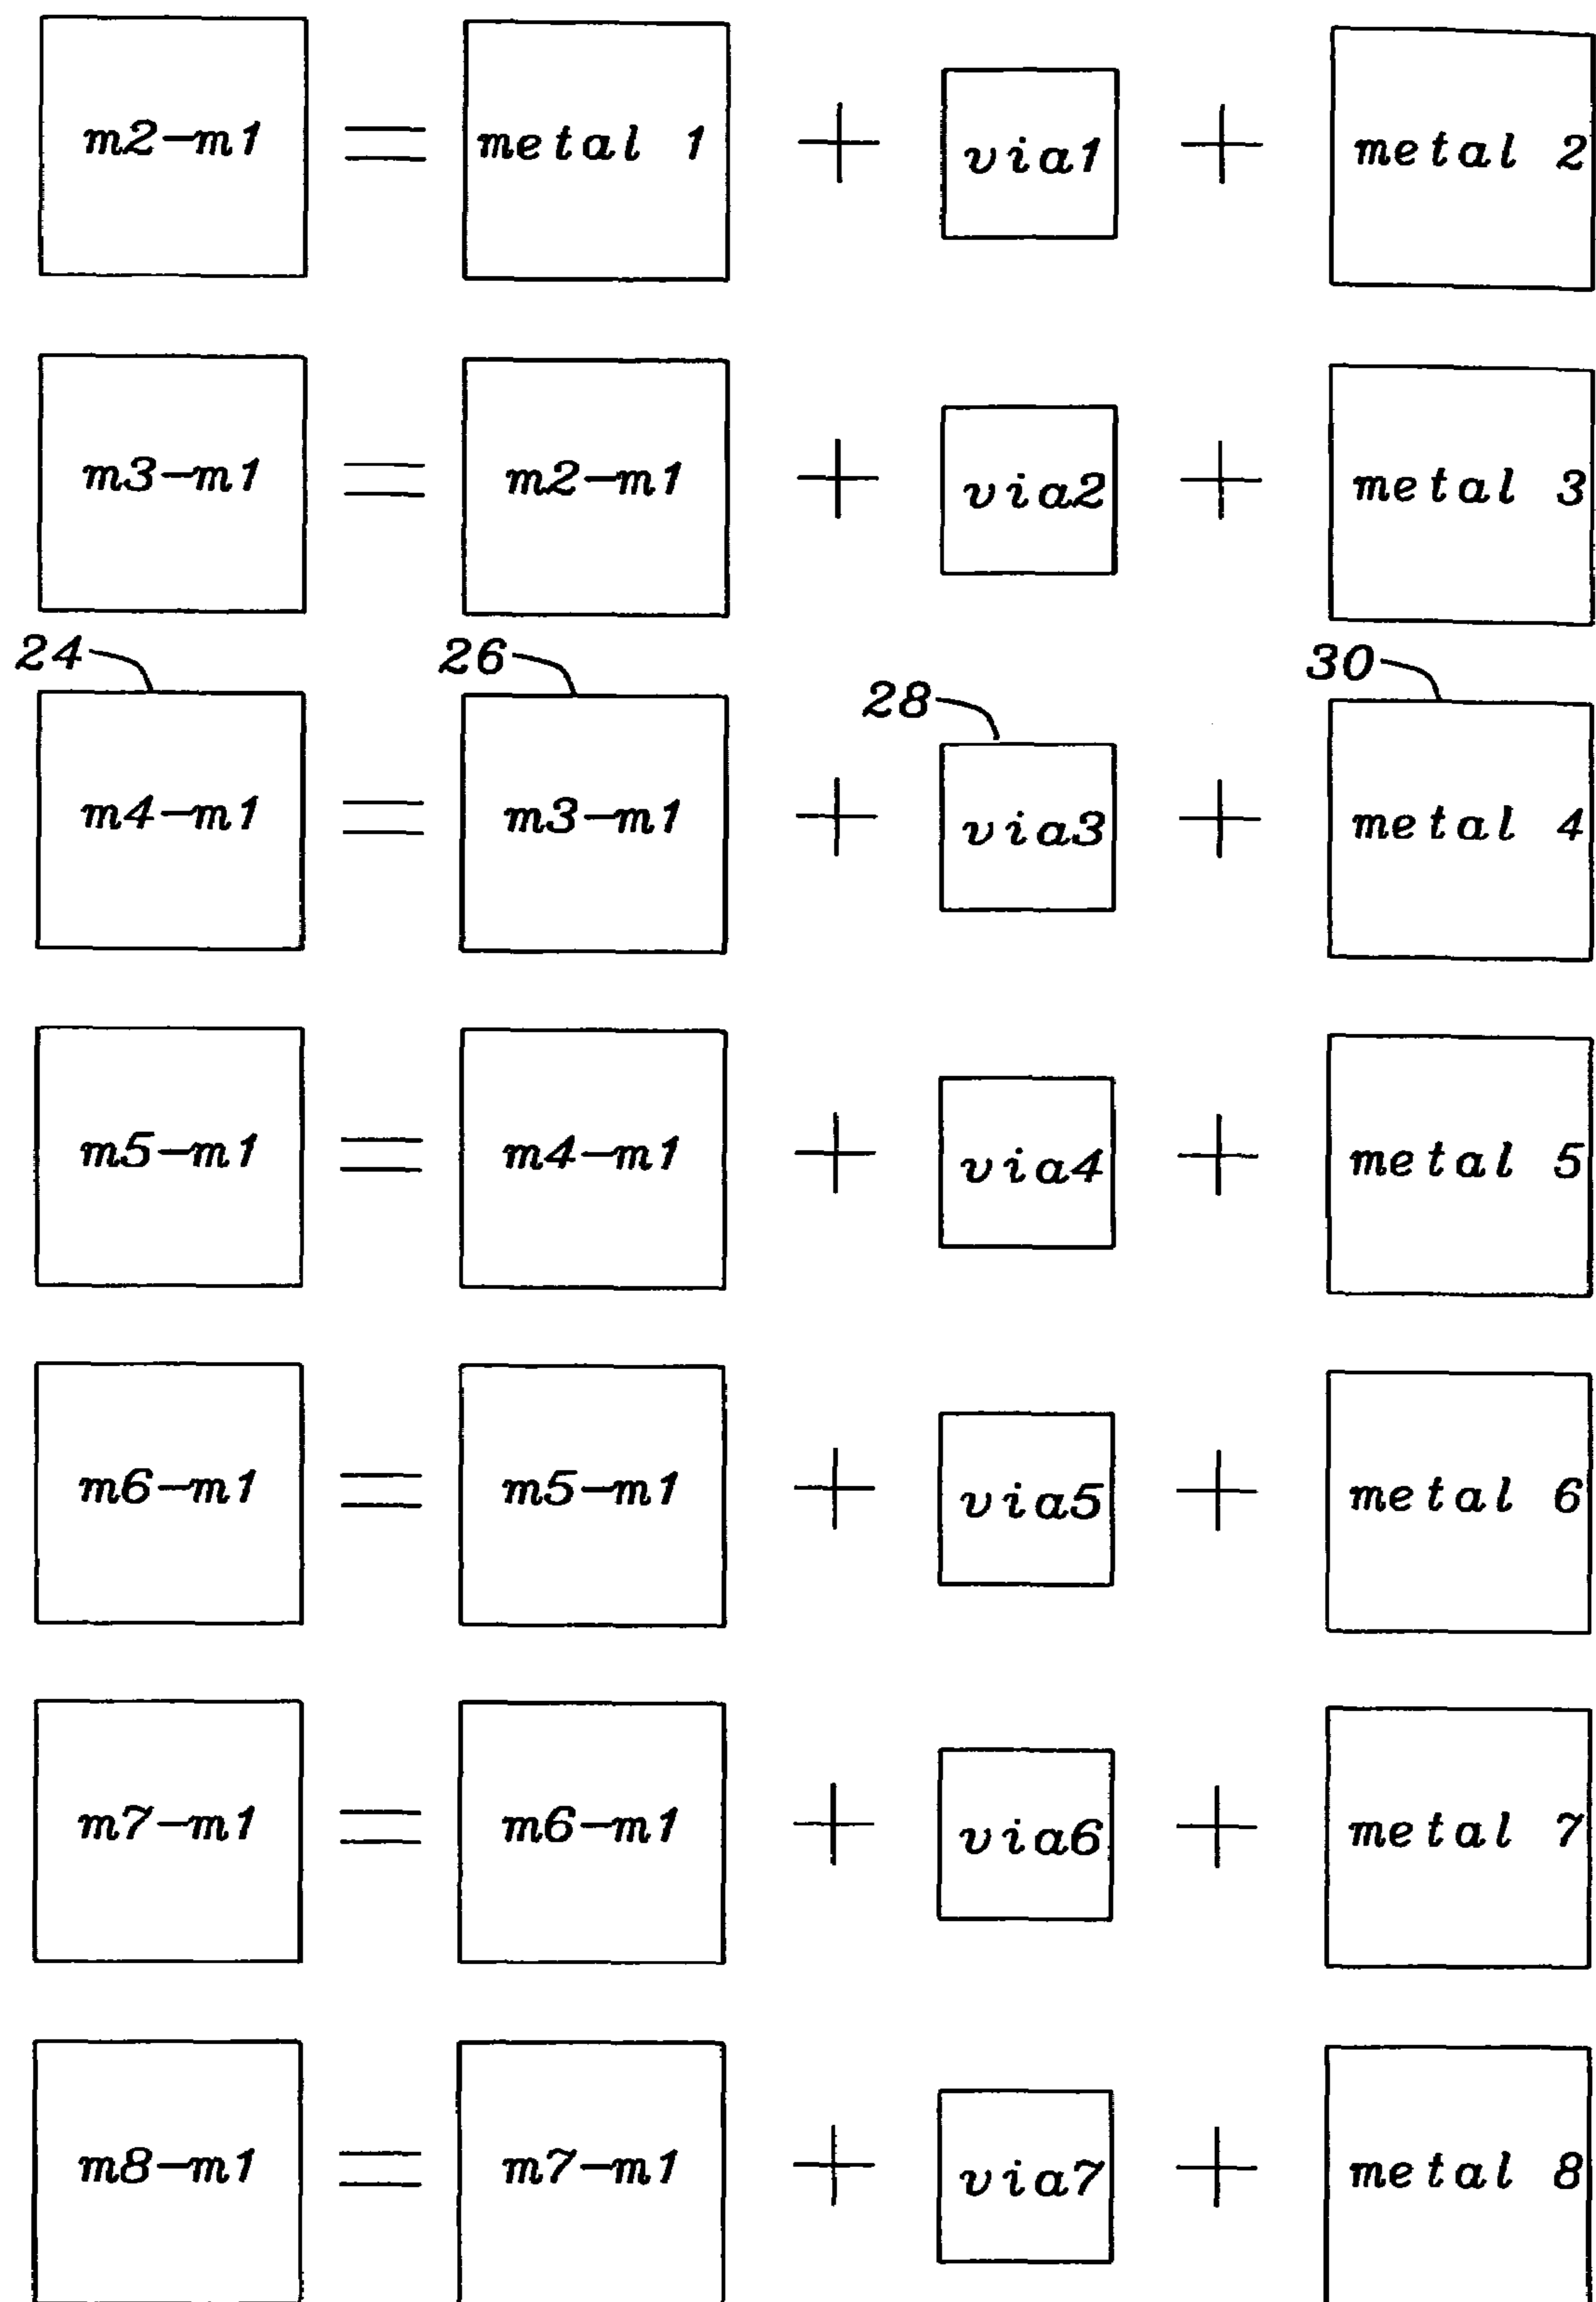 m2-m1 = metal 1 + via1 + metal 2
m3-m1 = m2-m1 + via2 + metal 3
24 26 28 30
m4-m1 = m3-m1 + via3 + metal 4
m5-m1 = m4-m1 + via4 + metal 5
m6-m1 = m5-m1 + via5 + metal 6
m7-m1 = m6-m1 + via6 + metal 7
m8-m1 = m7-m1 + via7 + metal 8